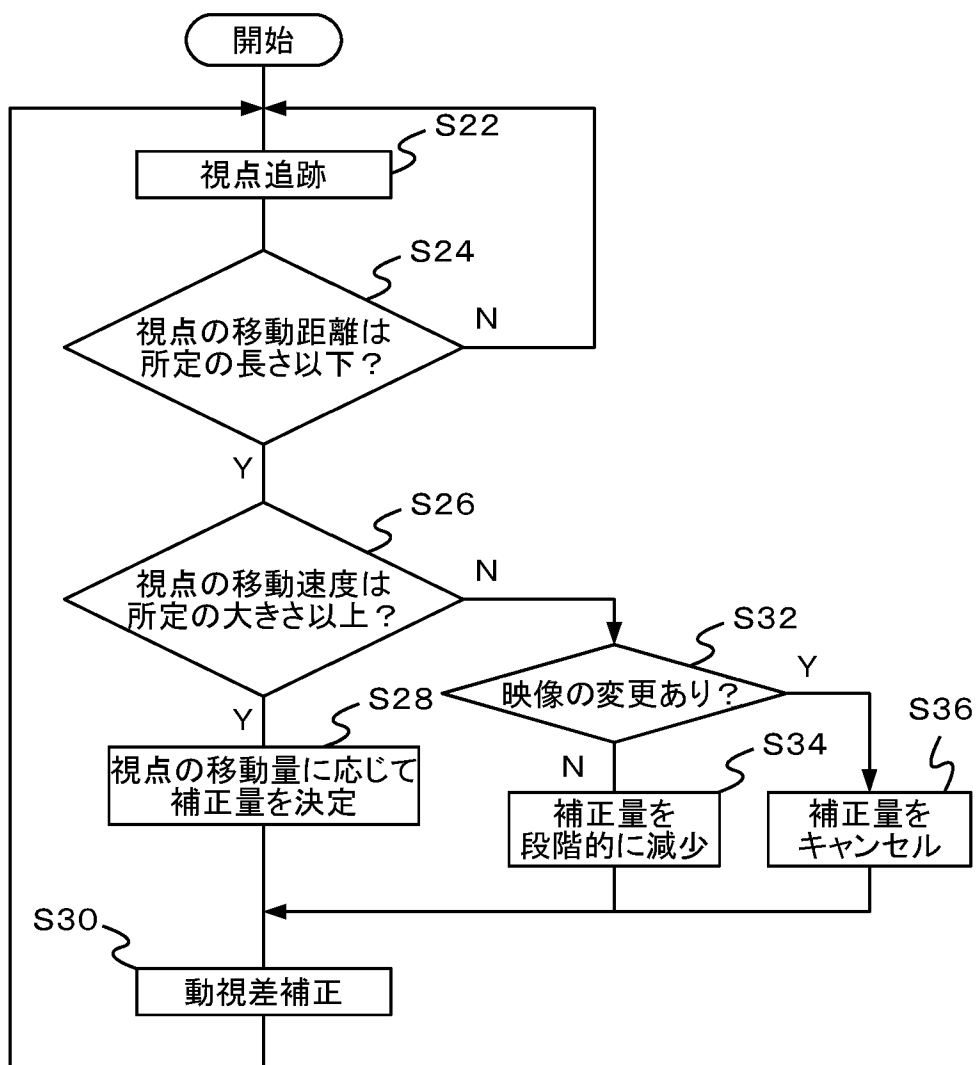 開始
S22
視点追跡
S24
視点の移動距離は
所定の長さ以下？
N
Y
S26
視点の移動速度は
所定の大きさ以上？
N
S32
映像の変更あり？
Y
Y
S28
視点の移動量に応じて
補正量を決定
N
S34
補正量を
段階的に減少
S36
補正量を
キャンセル
S30
動視差補正